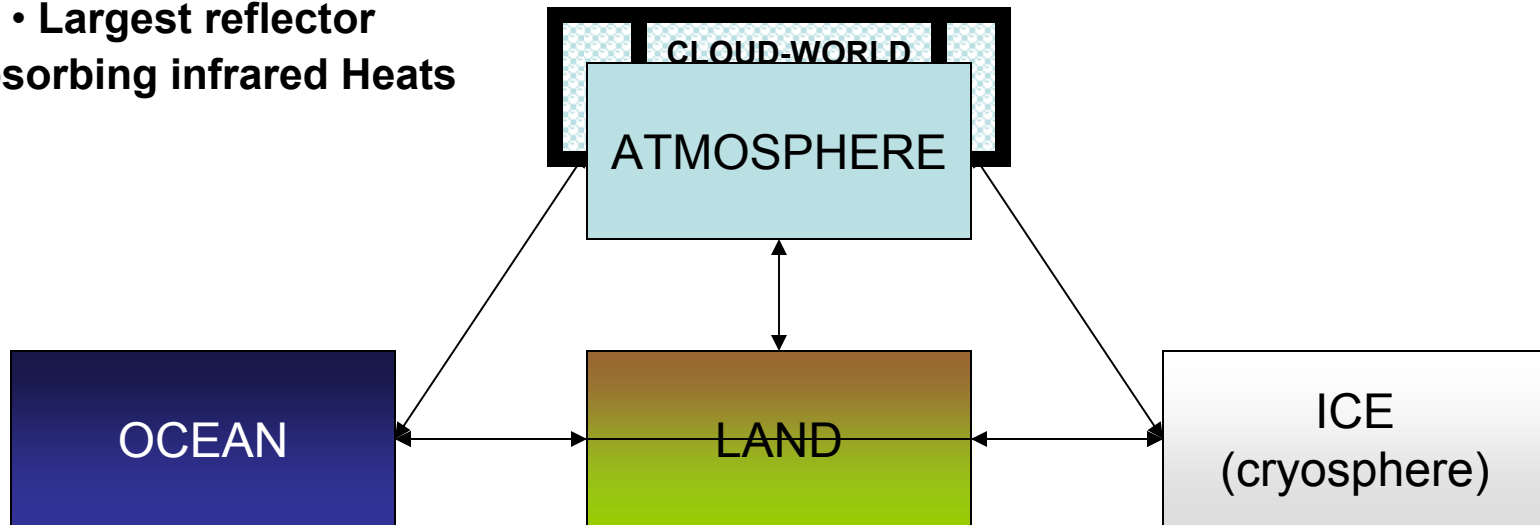 • Largest reflector
sorbing infrared Heats
CLOUD-WORLD
ATMOSPHERE
OCEAN
LAND
ICE
(cryosphere)